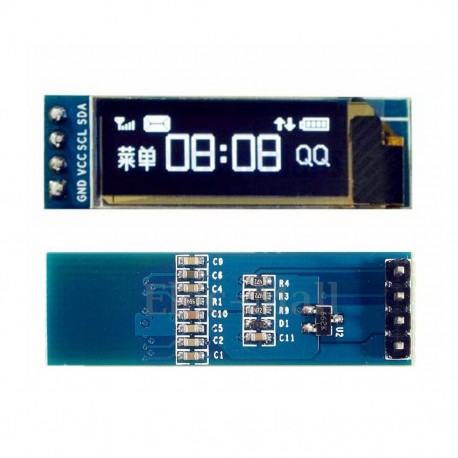 GND VCC SCL SDA
菜单 08:08 QQ
C9
C6
C4
R1
C10
C5
C2
C1
R4
R3
R9
D1
C11
U2